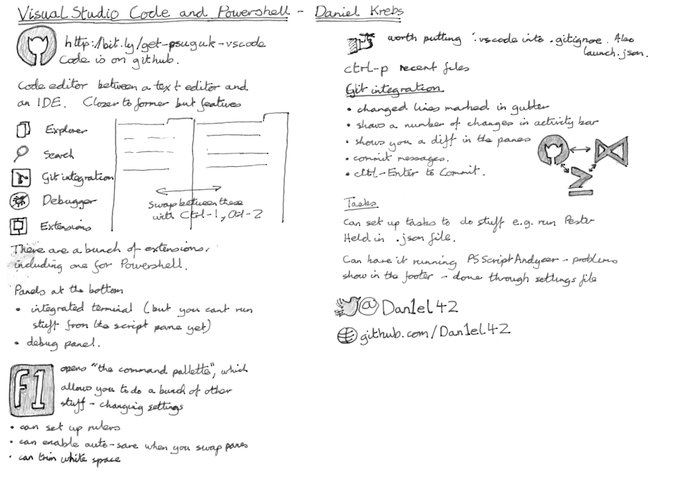 Visual Studio Code and Powershell - Daniel Krebs
http://bit.ly/get-psuguk-vscode
Code is on github.
Code editor between a text editor and
an IDE. Closer to former but features
Explorer
Search
Git integration
Debugger
Extensions
Swap between these
with Ctrl-1, Ctrl-2
There are a bunch of extensions,
including one for Powershell.
Panels at the bottom
• integrated terminal (but you cant run
stuff from the script pane yet)
• debug panel.
F1
opens "the command pallette", which
allows you to do a bunch of other
stuff - changing settings
• can set up rulers
• can enable auto-save when you swap panes
• can trim white space
worth putting .vscode into .gitignore. Also
launch.json.
ctrl-p recent files
Git integration
• changed lines marked in gutter
• shows a number of changes in activity bar
• shows you a diff in the panes
• commit messages.
• ctrl-Enter to Commit.
Tasks
Can set up tasks to do stuff e.g. run Pester
Held in .json file.
Can have it running PSScriptAnalyzer - problems
show in the footer - done through settings file
@Dan1el42
github.com/Dan1el42